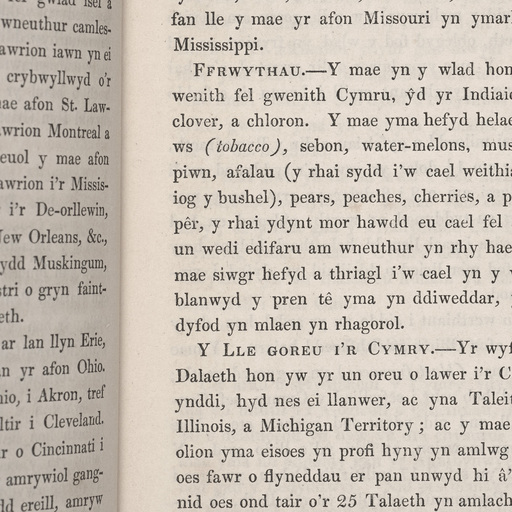 wneuthur camles-
awrion iawn yn ei
crybwyllwyd o'r
ae afon St. Law-
wrion Montreal a
euol y mae afon
awrion i'r Missis-
i'r De-orllewin,
New Orleans, &c.,
ydd Muskingum,
stri o gryn faint-
eth.
ar lan llyn Erie,
n yr afon Ohio.
hio, i Akron, tref
ltir i Cleveland.
r o Cincinnati i
amrywiol gang-
ld ereill, amryw
fan lle y mae yr afon Missouri yn ymar
Mississippi.
Ffrwythau.—Y mae yn y wlad hon
wenith fel gwenith Cymru, ŷd yr Indiaid
clover, a chloron. Y mae yma hefyd helae
ws (tobacco), sebon, water-melons, mus
piwn, afalau (y rhai sydd i'w cael weithia
iog y bushel), pears, peaches, cherries, a p
pêr, y rhai ydynt mor hawdd eu cael fel
un wedi edifaru am wneuthur yn rhy hae
mae siwgr hefyd a thriagl i'w cael yn y
blanwyd y pren tê yma yn ddiweddar,
dyfod yn mlaen yn rhagorol.
Y Lle goreu i'r Cymry.—Yr wyf
Dalaeth hon yw yr un oreu o lawer i'r C
ynddi, hyd nes ei llanwer, ac yna Taleit
Illinois, a Michigan Territory; ac y mae
olion yma eisoes yn profi hyny yn amlwg
oes fawr o flyneddau er pan unwyd hi â'
nid oes ond tair o'r 25 Talaeth yn amlach